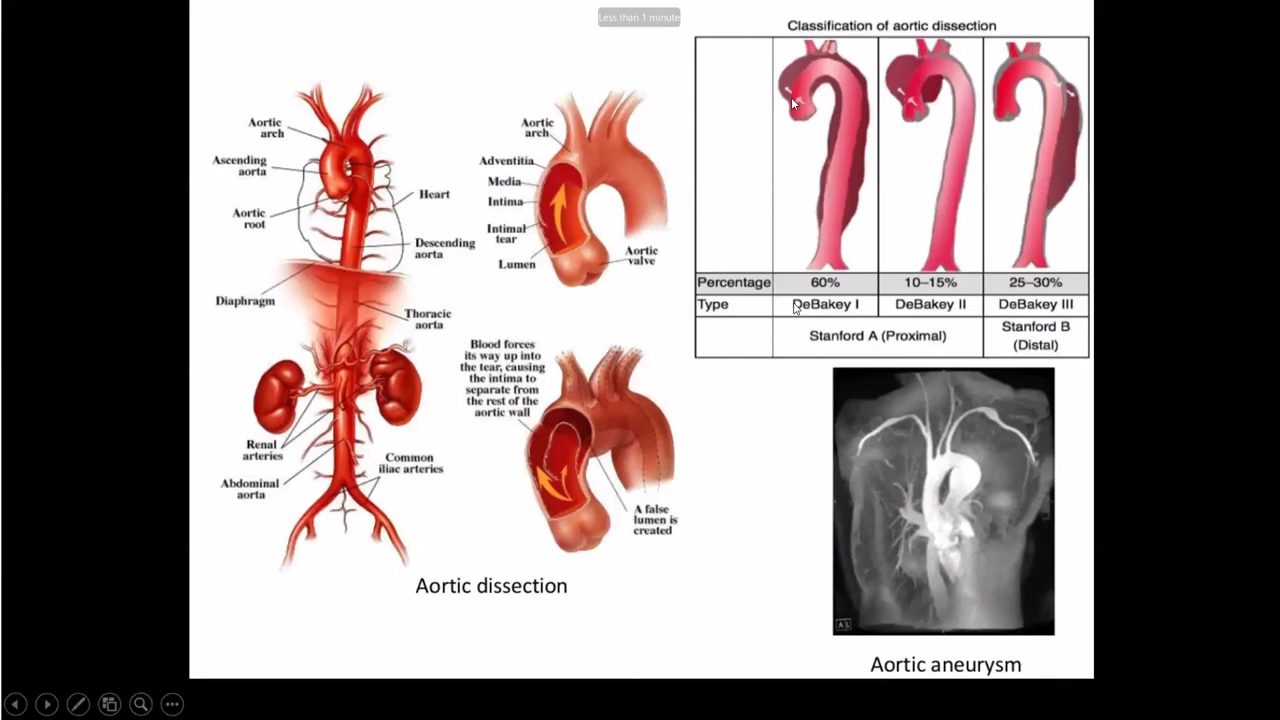 Less than 1 minute
Aortic
arch
Ascending
aorta
Aortic
root
Heart
Descending
aorta
Diaphragm
Thoracic
aorta
Renal
arteries
Common
iliac arteries
Abdominal
aorta
Aortic
arch
Adventitia
Media
Intima
Intimal
tear
Lumen
Aortic
valve
Blood forces
its way up into
the tear, causing
the intima to
separate from
the rest of the
aortic wall
A false
lumen is
created
Aortic dissection
Classification of aortic dissection
Percentage 60% 10–15% 25–30%
Type DeBakey I DeBakey II DeBakey III
Stanford A (Proximal) Stanford B
(Distal)
Aortic aneurysm